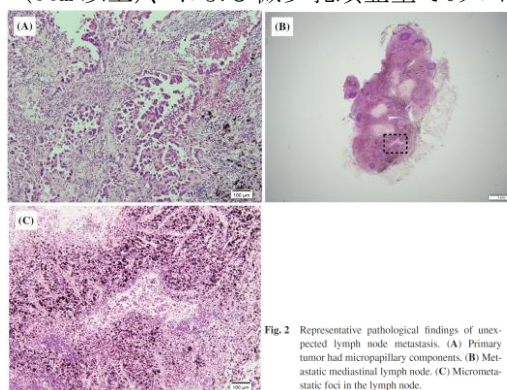 (A)
(B)
100 μm
(C)
100 μm
Fig. 2 Representative pathological findings of unex-
pected lymph node metastasis. (A) Primary
tumor had micropapillary components. (B) Met-
astatic mediastinal lymph node. (C) Micrometa-
static foci in the lymph node.